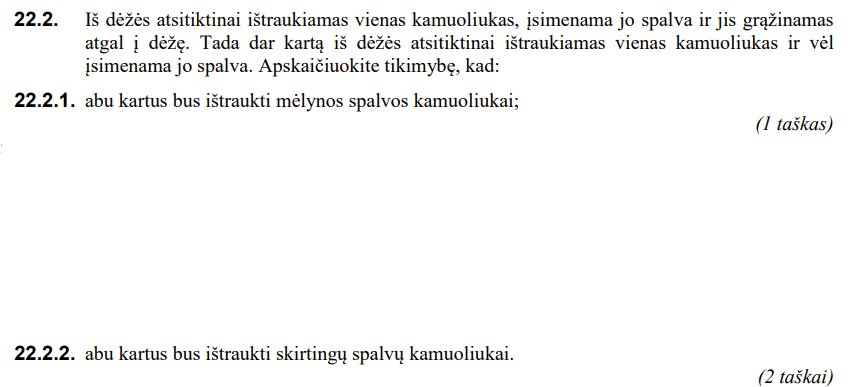 22.2. Iš dėžės atsitiktinai ištraukiamas vienas kamuoliukas, įsimenama jo spalva ir jis grąžinamas
atgal į dėžę. Tada dar kartą iš dėžės atsitiktinai ištraukiamas vienas kamuoliukas ir vėl
įsimenama jo spalva. Apskaičiuokite tikimybę, kad:
22.2.1. abu kartus bus ištraukti mėlynos spalvos kamuoliukai;
(1 taškas)
22.2.2. abu kartus bus ištraukti skirtingų spalvų kamuoliukai.
(2 taškai)